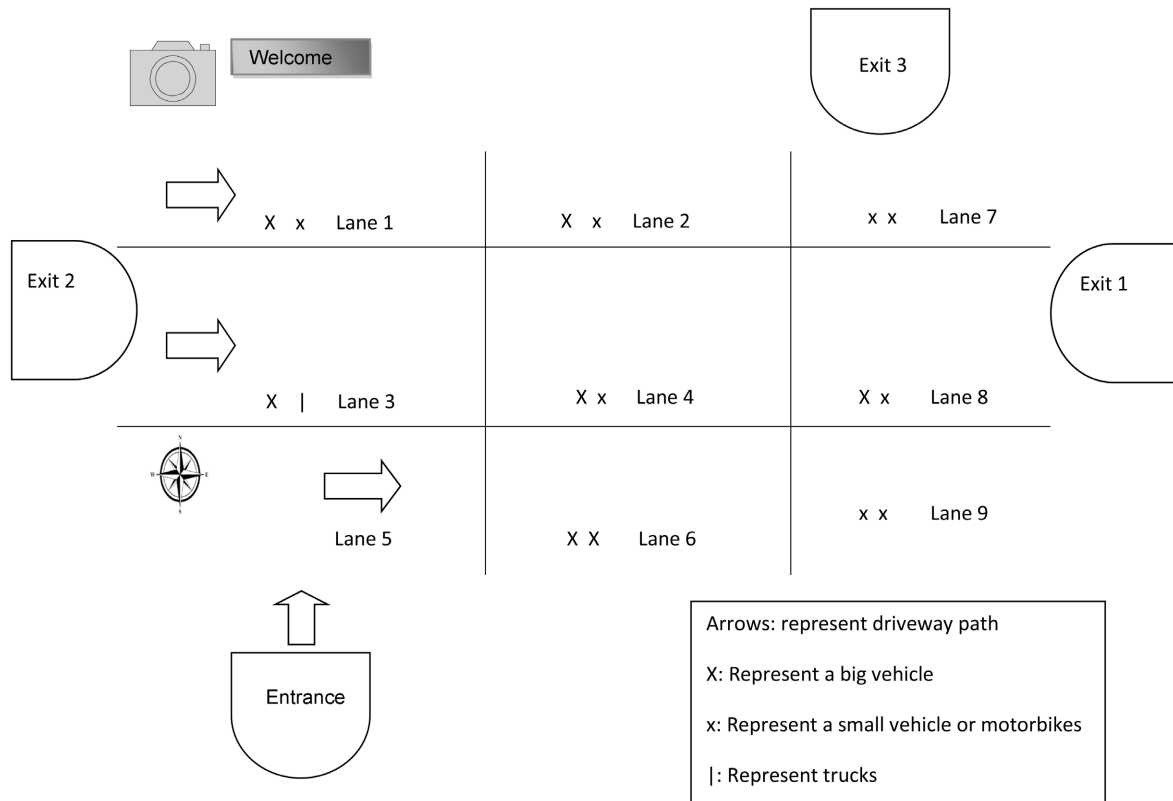 Welcome
Exit 3
X x Lane 1
X x Lane 2
x x Lane 7
Exit 2
Exit 1
X | Lane 3
X x Lane 4
X x Lane 8
N
W E
S
Lane 5
X X Lane 6
x x Lane 9
Entrance
Arrows: represent driveway path
X: Represent a big vehicle
x: Represent a small vehicle or motorbikes
|: Represent trucks